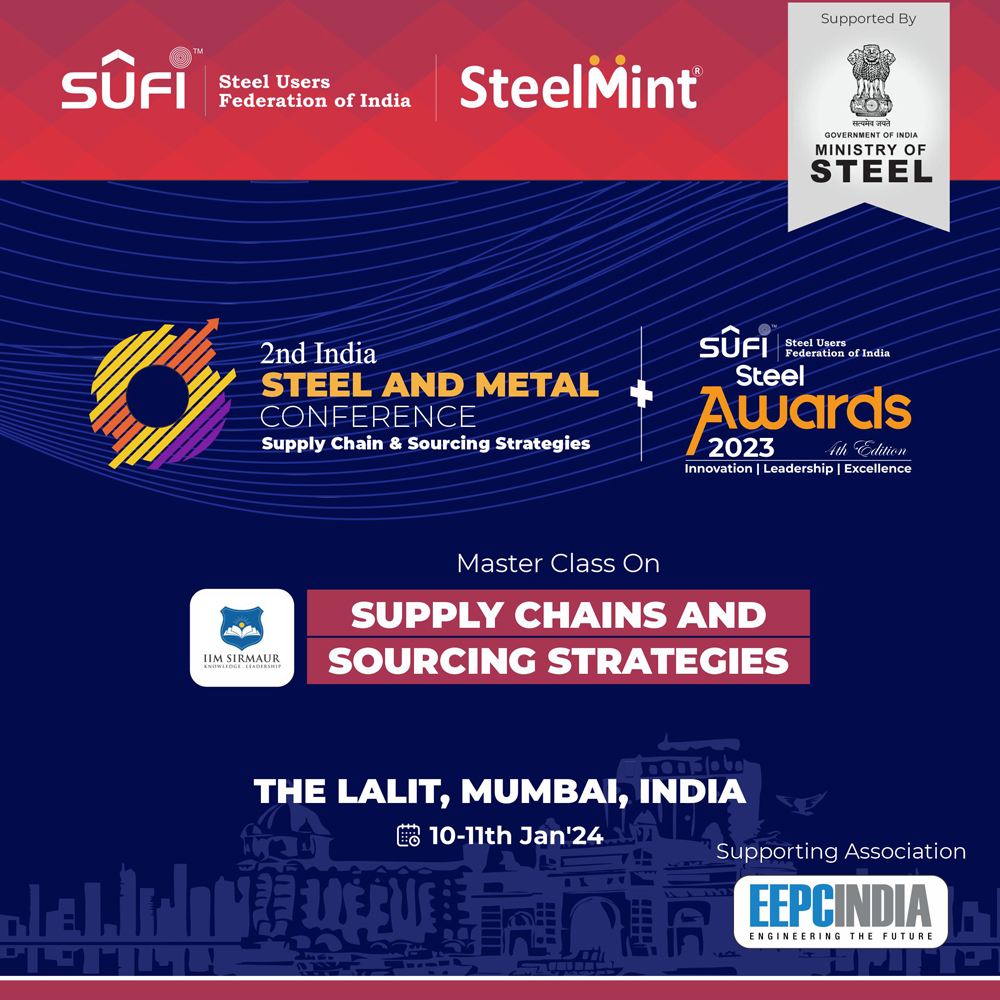 SÛFI TM
Steel Users
Federation of India
SteelMint®
Supported By
सत्यमेव जयते
GOVERNMENT OF INDIA
MINISTRY OF
STEEL
2nd India
STEEL AND METAL
CONFERENCE
Supply Chain & Sourcing Strategies
SÛFI TM
Steel Users
Federation of India
Steel
Awards
2023 4th Edition
Innovation | Leadership | Excellence
Master Class On
IIM SIRMAUR
KNOWLEDGE . LEADERSHIP
SUPPLY CHAINS AND
SOURCING STRATEGIES
THE LALIT, MUMBAI, INDIA
10-11th Jan'24
Supporting Association
EEPCINDIA
ENGINEERING THE FUTURE